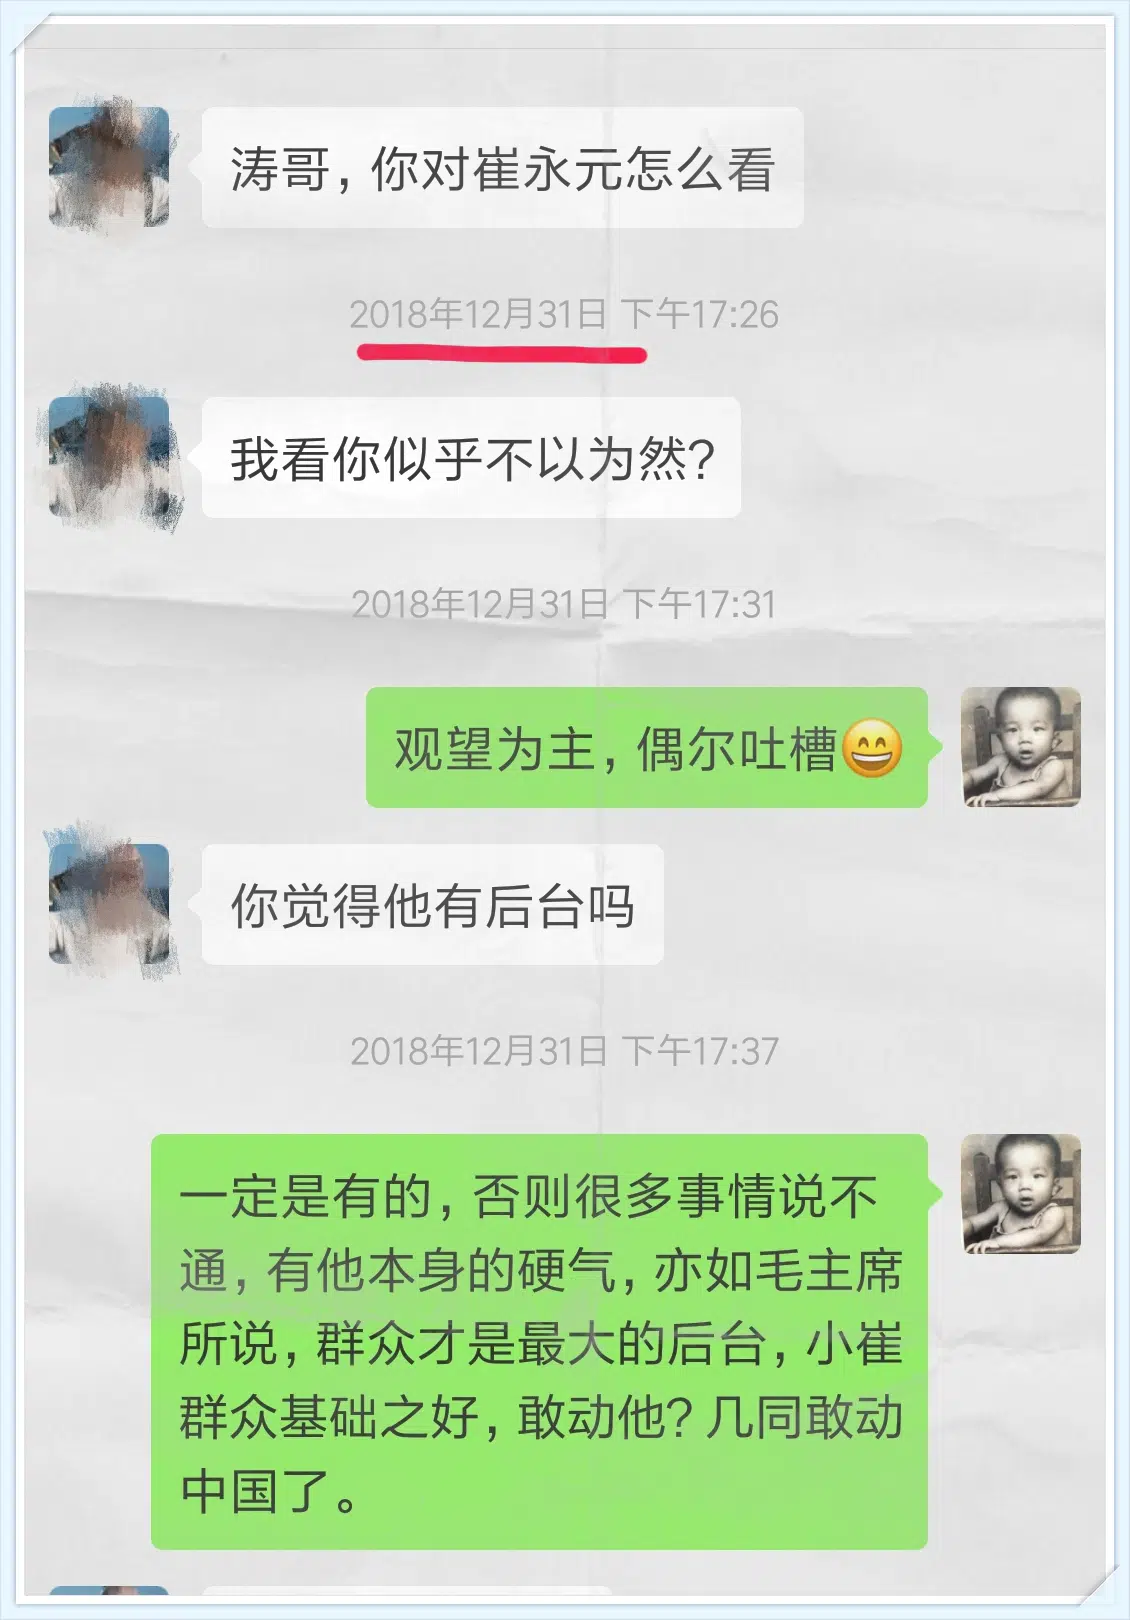 涛哥,你对崔永元怎么看
2018年12月31日 下午17:26
我看你似乎不以为然?
2018年12月31日 下午17:31
观望为主,偶尔吐槽😄
你觉得他有后台吗
2018年12月31日 下午17:37
一定是有的,否则很多事情说不
通,有他本身的硬气,亦如毛主席
所说,群众才是最大的后台,小崔
群众基础之好,敢动他?几同敢动
中国了。